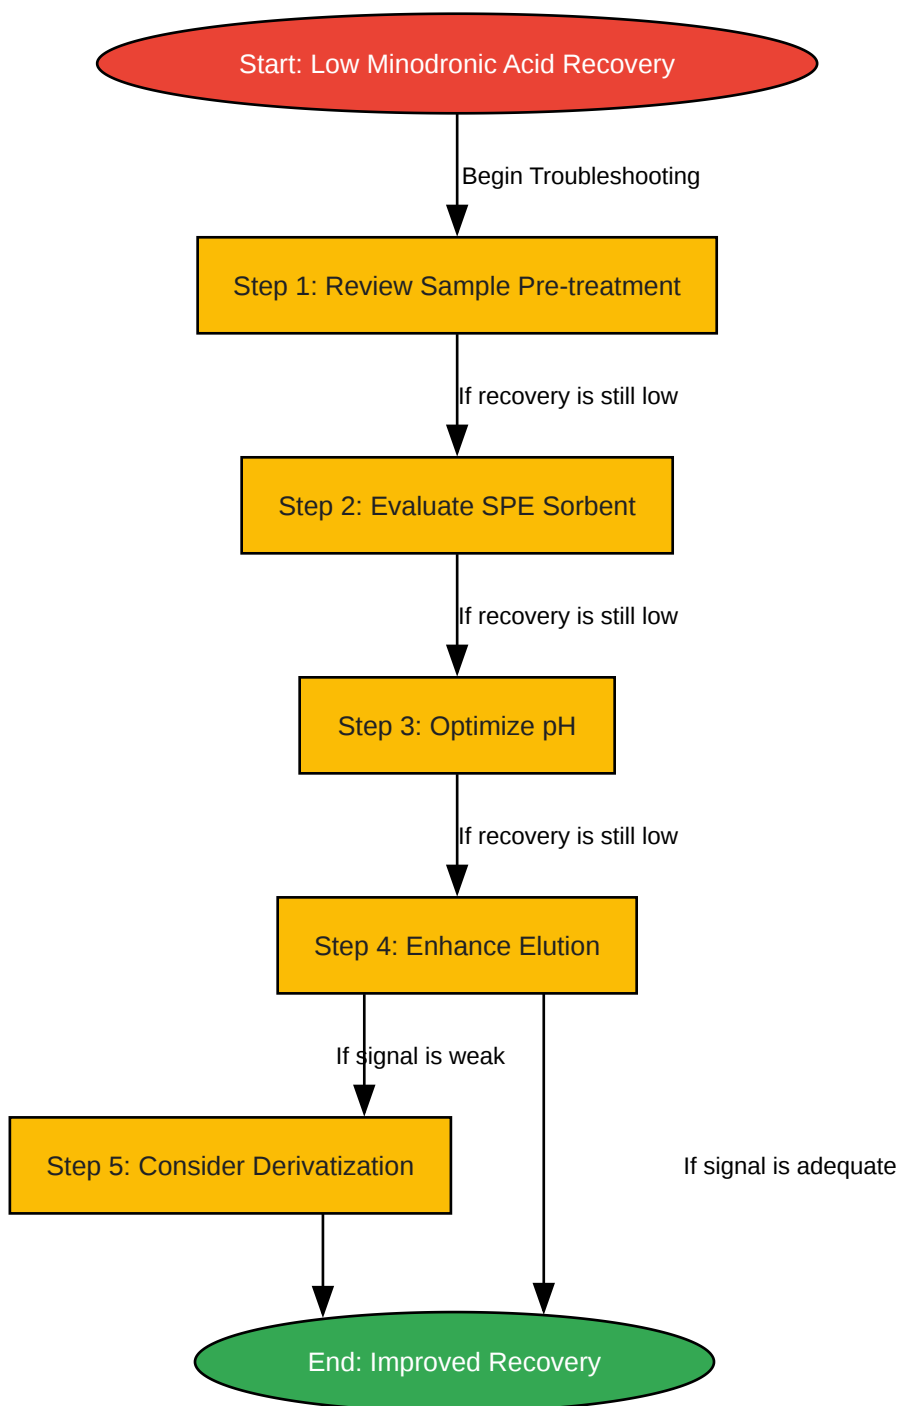 Start: Low Minodronic Acid Recovery
Begin Troubleshooting
Step 1: Review Sample Pre-treatment
If recovery is still low
Step 2: Evaluate SPE Sorbent
If recovery is still low
Step 3: Optimize pH
If recovery is still low
Step 4: Enhance Elution
If signal is weak
Step 5: Consider Derivatization
If signal is adequate
End: Improved Recovery